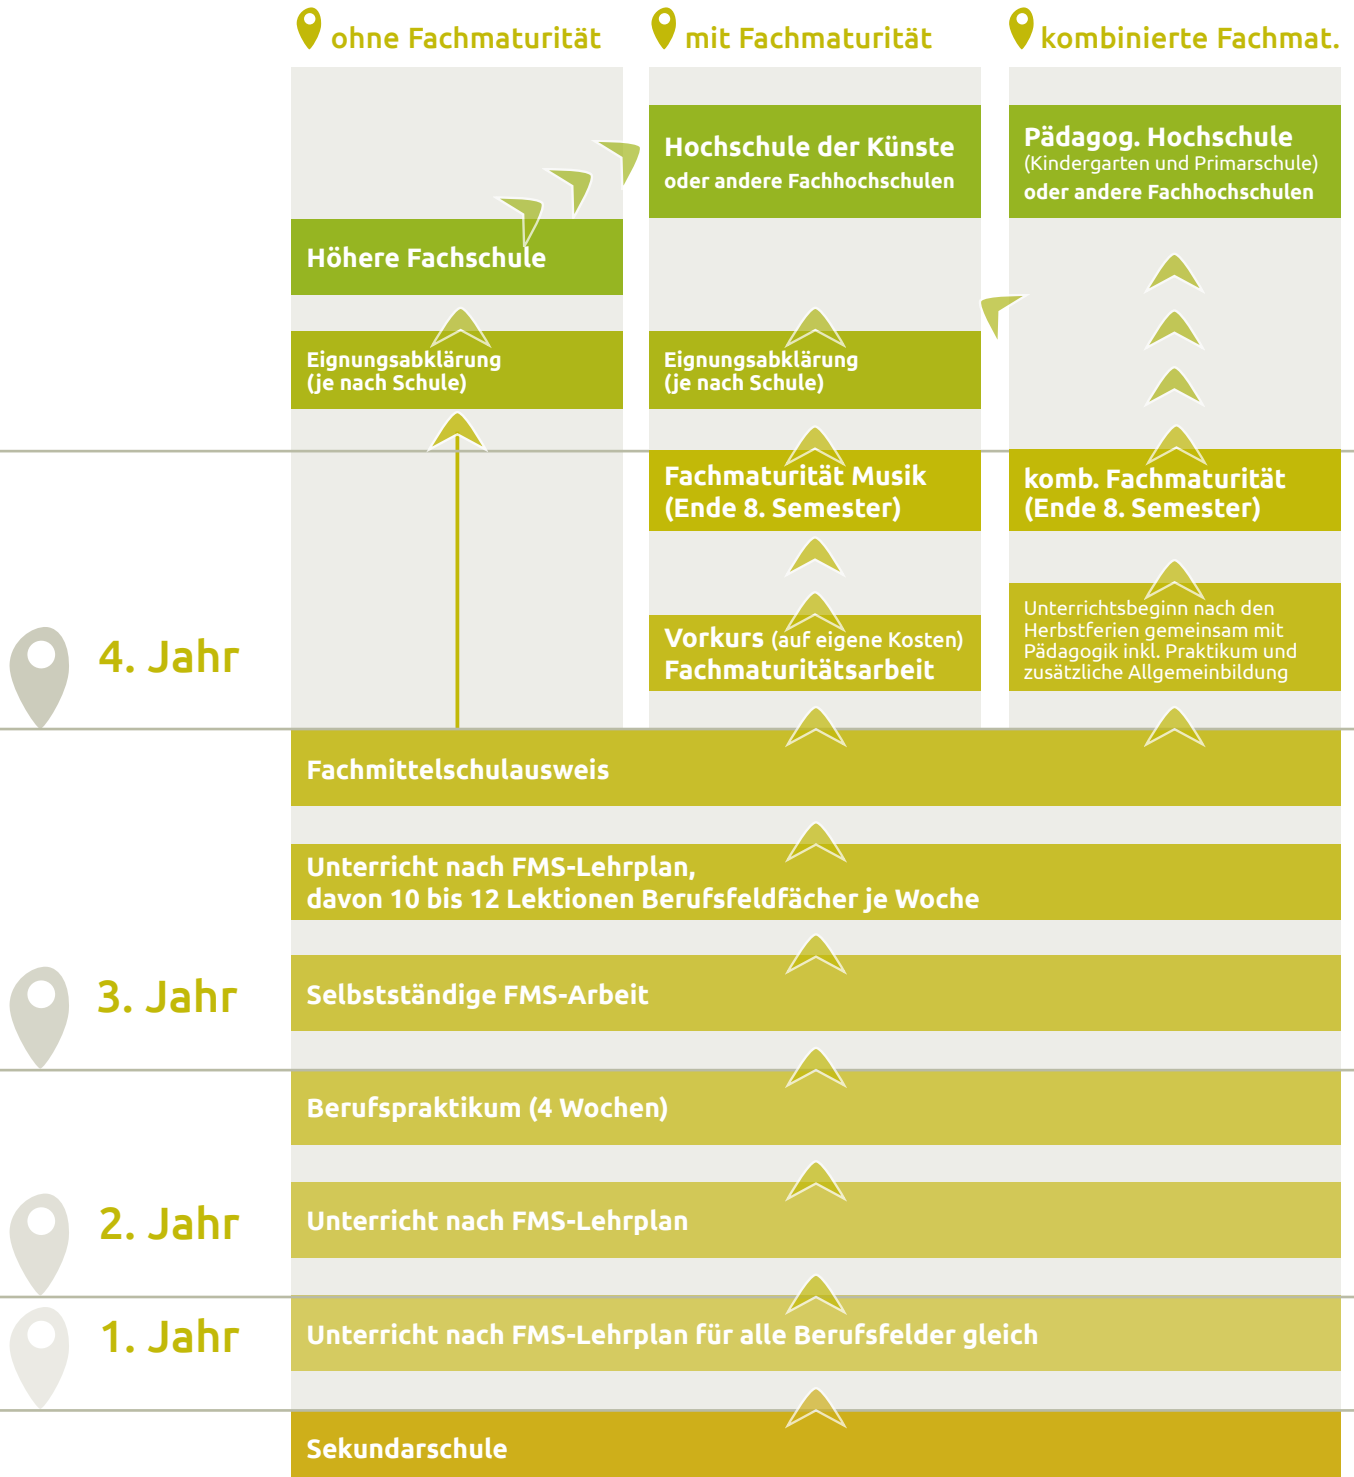 ohne Fachmaturität
mit Fachmaturität
kombinierte Fachmat.
Hochschule der Künste
oder andere Fachhochschulen
Pädagog. Hochschule
(Kindergarten und Primarschule)
oder andere Fachhochschulen
Höhere Fachschule
Eignungsabklärung
(je nach Schule)
Eignungsabklärung
(je nach Schule)
Fachmaturität Musik
(Ende 8. Semester)
komb. Fachmaturität
(Ende 8. Semester)
4. Jahr
Vorkurs (auf eigene Kosten)
Fachmaturitätsarbeit
Unterrichtsbeginn nach den
Herbstferien gemeinsam mit
Pädagogik inkl. Praktikum und
zusätzliche Allgemeinbildung
Fachmittelschulausweis
Unterricht nach FMS-Lehrplan,
davon 10 bis 12 Lektionen Berufsfeldfächer je Woche
3. Jahr
Selbstständige FMS-Arbeit
Berufspraktikum (4 Wochen)
2. Jahr
Unterricht nach FMS-Lehrplan
1. Jahr
Unterricht nach FMS-Lehrplan für alle Berufsfelder gleich
Sekundarschule